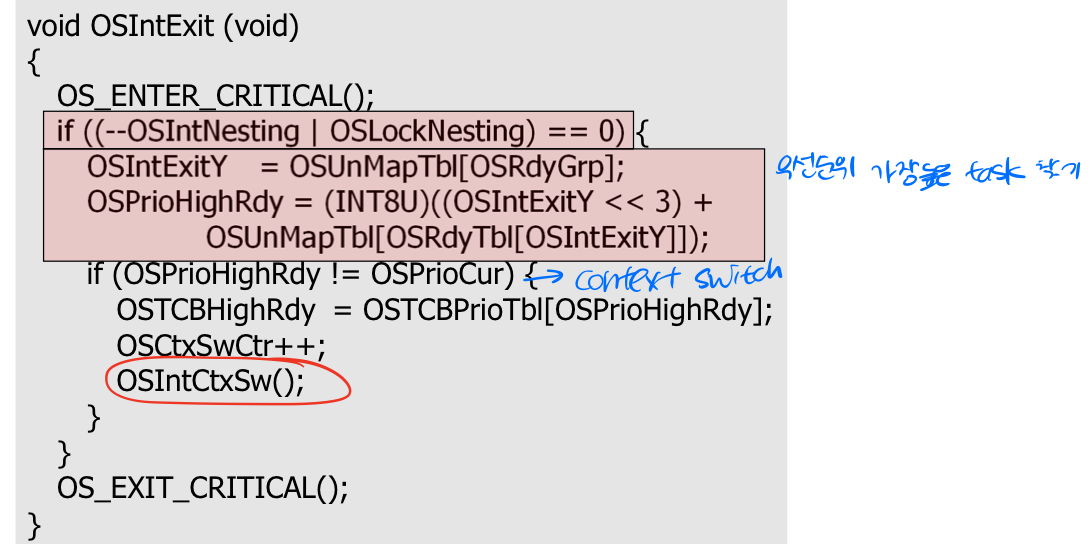 void OSIntExit (void)
{
OS_ENTER_CRITICAL();
if ((--OSIntNesting | OSLockNesting) == 0) {
OSIntExitY = OSUnMapTbl[OSRdyGrp];
우선순위 가장높은 task 찾기
OSPrioHighRdy = (INT8U)((OSIntExitY << 3) +
OSUnMapTbl[OSRdyTbl[OSIntExitY]]);
if (OSPrioHighRdy != OSPrioCur) { → context switch
OSTCBHighRdy = OSTCBPrioTbl[OSPrioHighRdy];
OSCtxSwCtr++;
OSIntCtxSw();
}
}
OS_EXIT_CRITICAL();
}